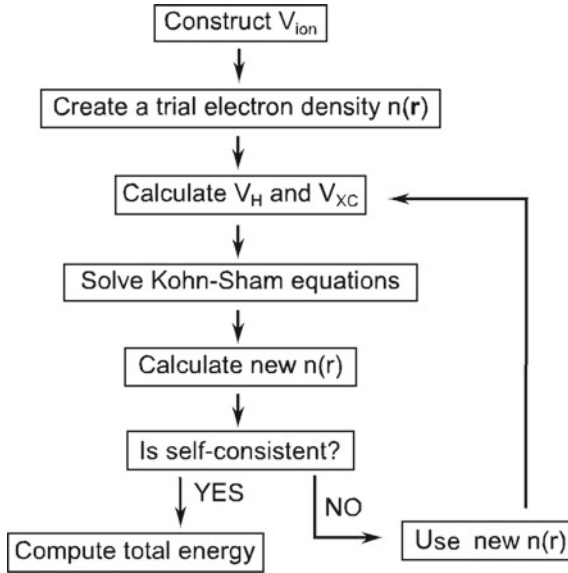 Construct V_ion
Create a trial electron density n(r)
Calculate V_H and V_XC
Solve Kohn-Sham equations
Calculate new n(r)
Is self-consistent?
YES
NO
Compute total energy
Use new n(r)